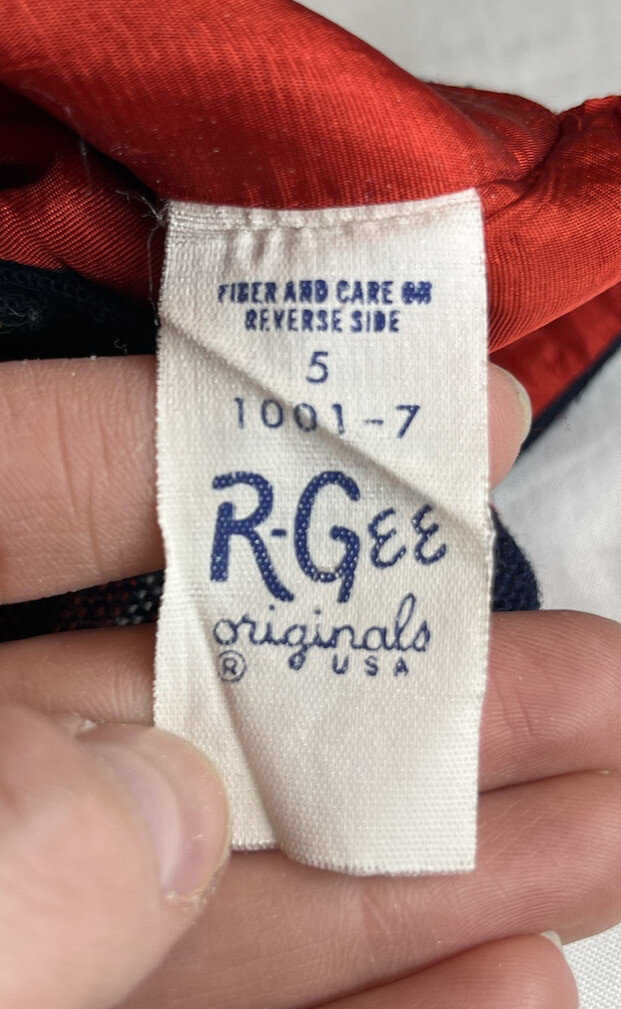 FIBER AND CARE ON
REVERSE SIDE
5
1001-7
R-GEE
originals
® USA